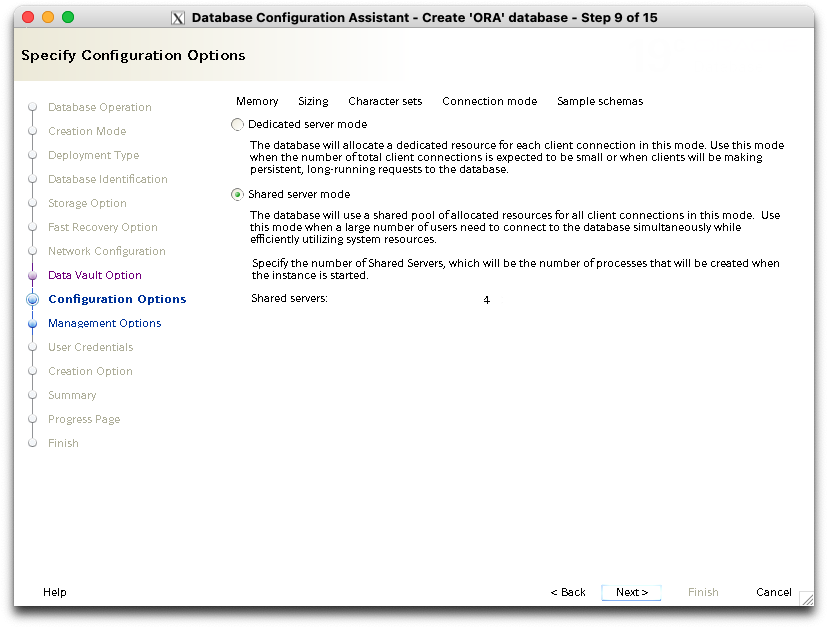 Database Configuration Assistant - Create 'ORA' database - Step 9 of 15
Specify Configuration Options
Database Operation
Creation Mode
Deployment Type
Database Identification
Storage Option
Fast Recovery Option
Network Configuration
Data Vault Option
Configuration Options
Management Options
User Credentials
Creation Option
Summary
Progress Page
Finish
Memory Sizing Character sets Connection mode Sample schemas
Dedicated server mode
The database will allocate a dedicated resource for each client connection in this mode. Use this mode
when the number of total client connections is expected to be small or when clients will be making
persistent, long-running requests to the database.
Shared server mode
The database will use a shared pool of allocated resources for all client connections in this mode. Use
this mode when a large number of users need to connect to the database simultaneously while
efficiently utilizing system resources.
Specify the number of Shared Servers, which will be the number of processes that will be created when
the instance is started.
Shared servers: 4
Help < Back Next > Finish Cancel